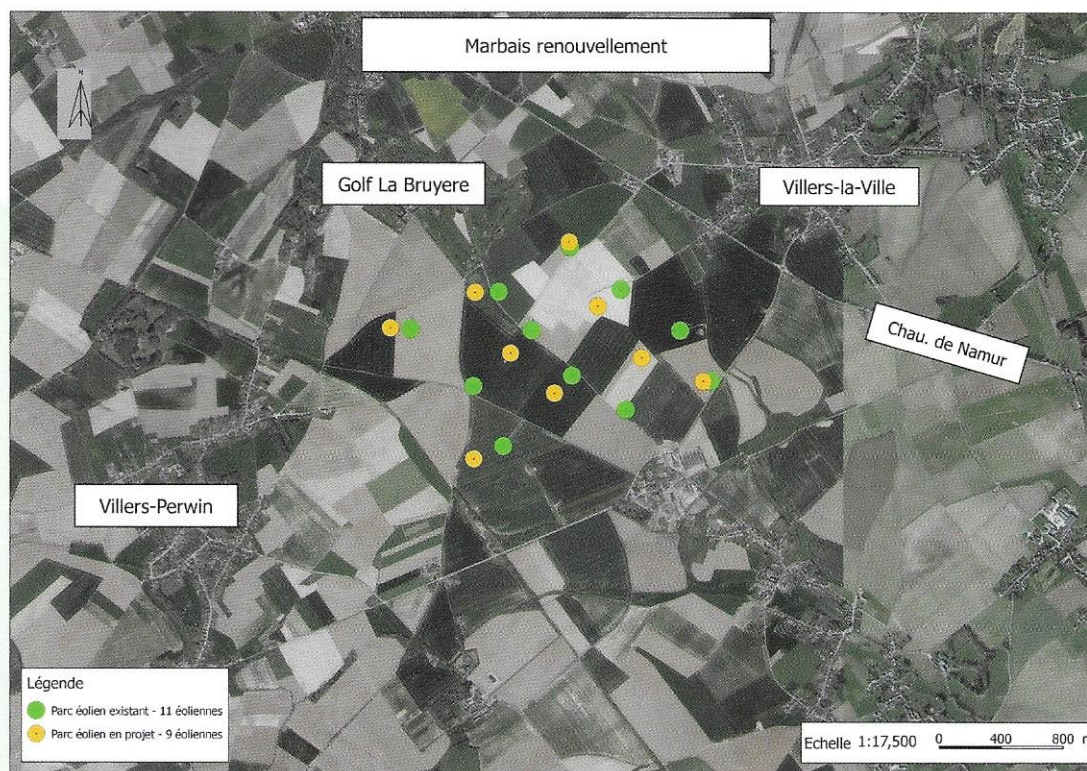 Marbais renouvellement
N
Golf La Bruyere
Villers-la-Ville
Chau. de Namur
Villers-Perwin
Légende
Parc éolien existant - 11 éoliennes
Parc éolien en projet - 9 éoliennes
Echelle 1:17,500
0 400 800 m